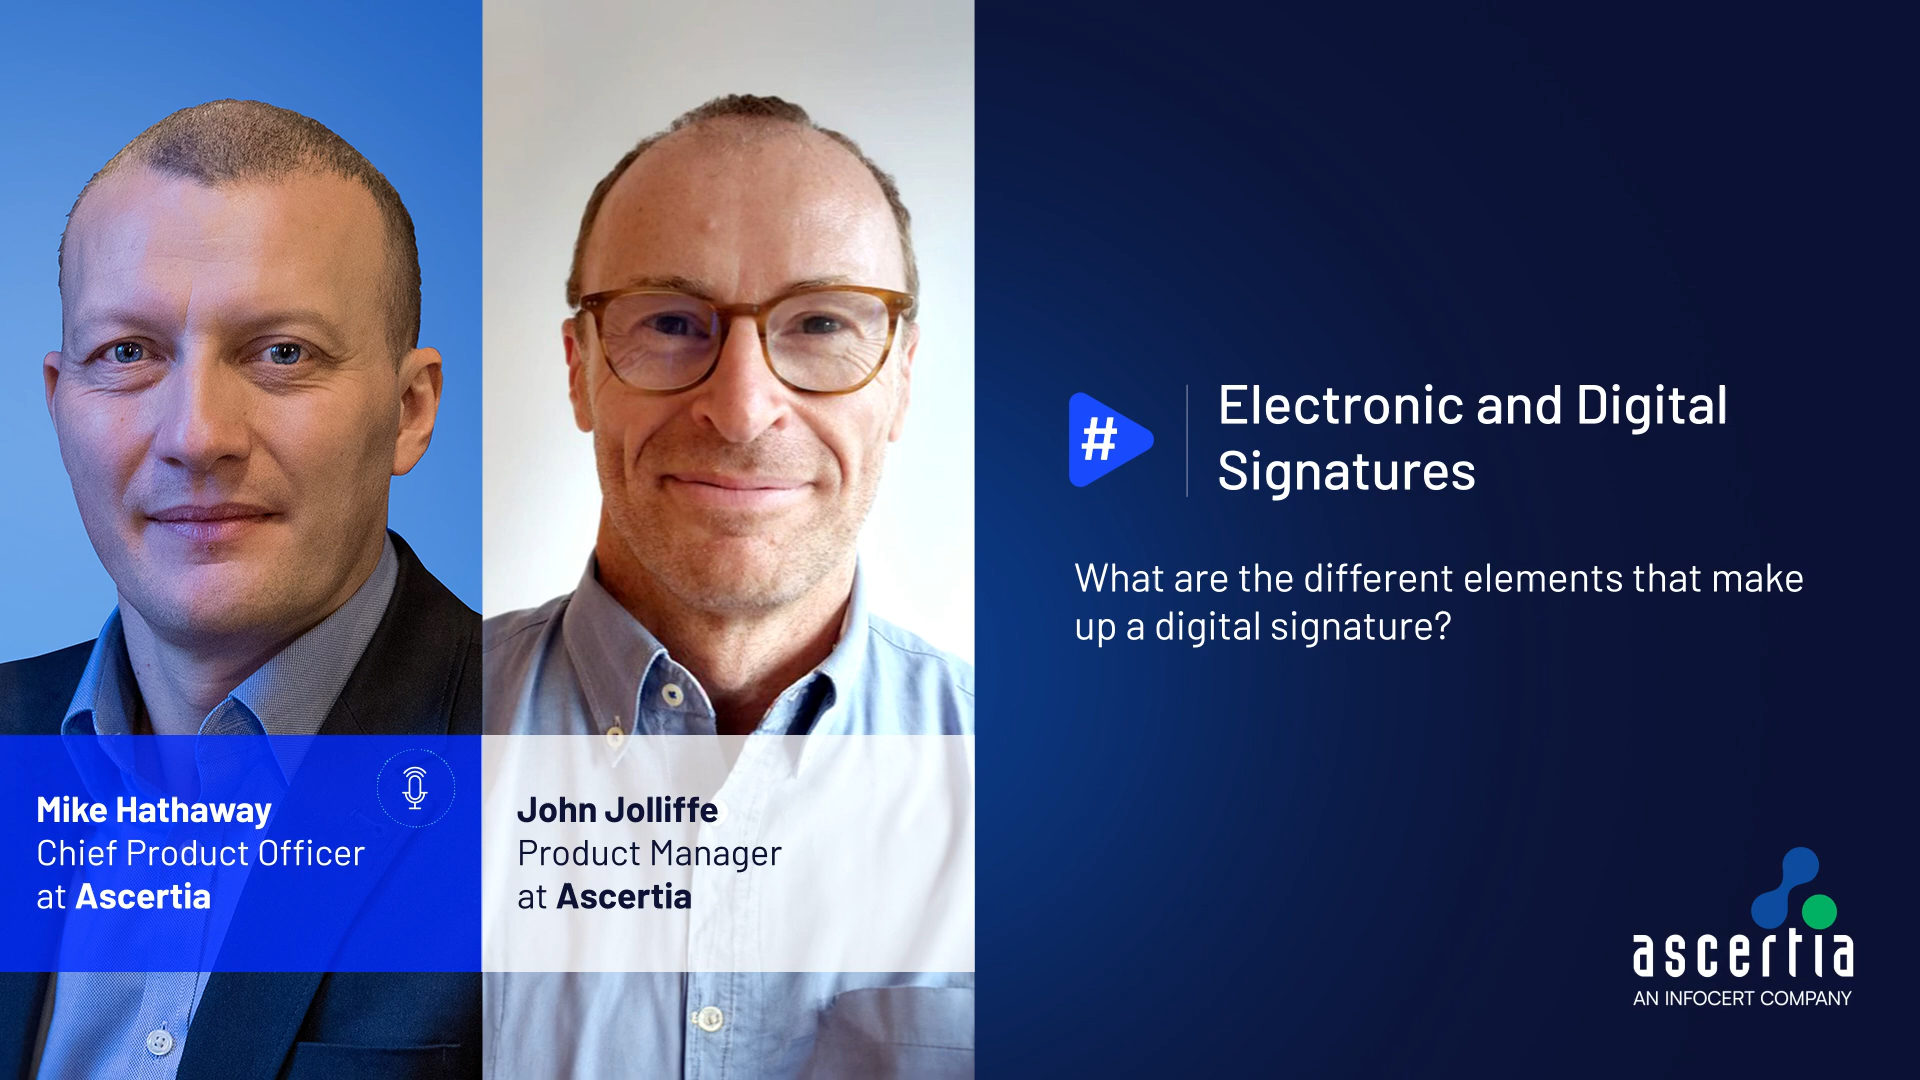 Mike Hathaway
Chief Product Officer
at Ascertia
John Jolliffe
Product Manager
at Ascertia
#
Electronic and Digital
Signatures
What are the different elements that make
up a digital signature?
ascertia
AN INFOCERT COMPANY